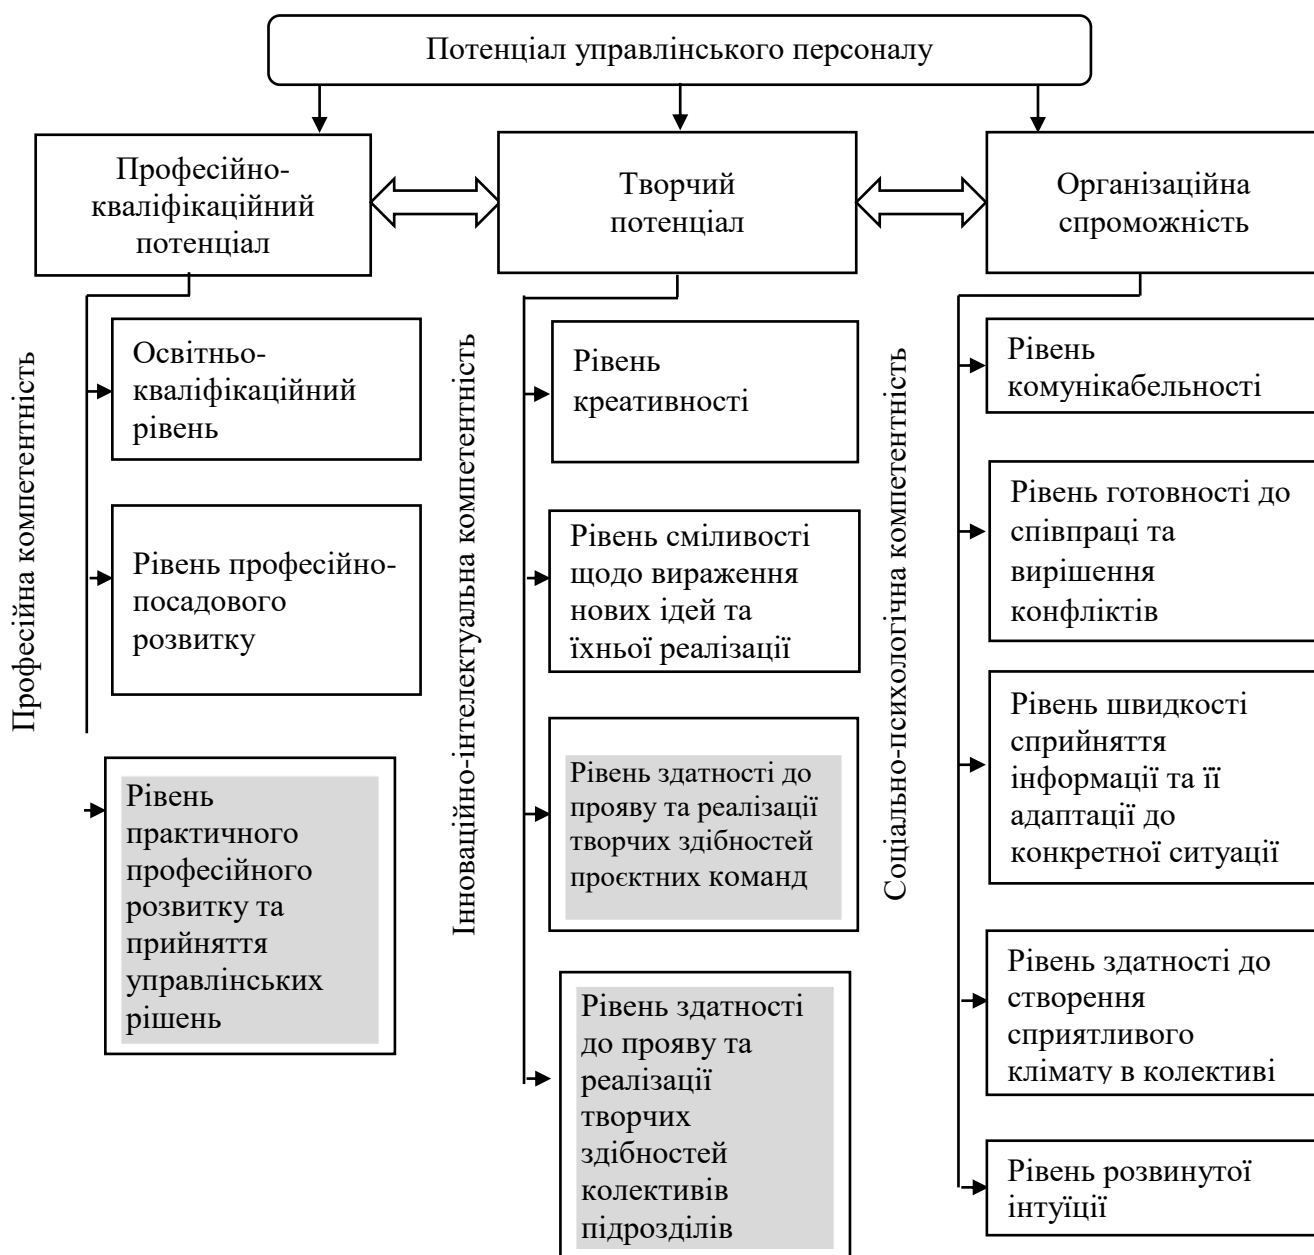 Потенціал управлінського персоналу
Професійно-
кваліфікаційний
потенціал
Творчий
потенціал
Організаційна
спроможність
Професійна компетентність
Освітньо-
кваліфікаційний
рівень
Рівень професійно-
посадового
розвитку
Рівень
практичного
професійного
розвитку та
прийняття
управлінських
рішень
Інноваційно-інтелектуальна компетентність
Рівень
креативності
Рівень сміливості
щодо вираження
нових ідей та
їхньої реалізації
Рівень здатності до
прояву та реалізації
творчих здібностей
проєктних команд
Рівень здатності
до прояву та
реалізації
творчих
здібностей
колективів
підрозділів
Соціально-психологічна компетентність
Рівень
комунікабельності
Рівень готовності до
співпраці та
вирішення
конфліктів
Рівень швидкості
сприйняття
інформації та її
адаптації до
конкретної ситуації
Рівень здатності до
створення
сприятливого
клімату в колективі
Рівень розвинутої
інтуїції